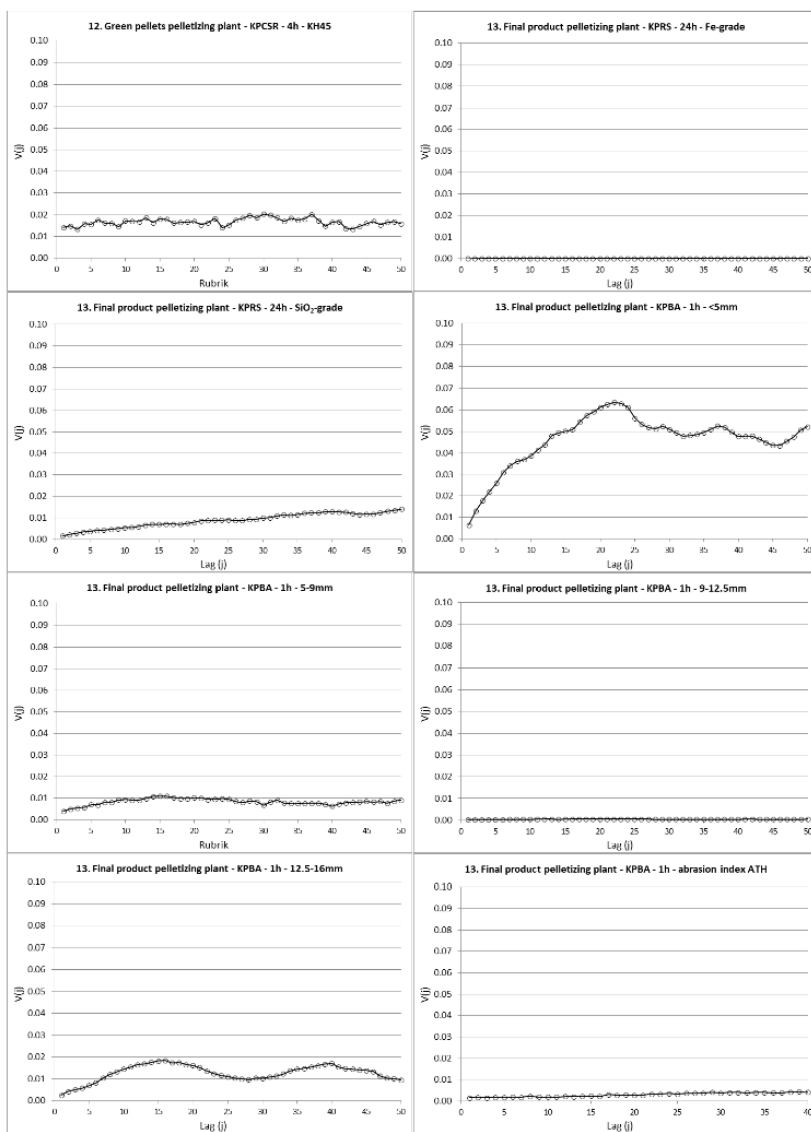 12. Green pellets pelletizing plant - KPCSR - 4h - KH45
0.10
0.09
0.08
0.07
0.06
0.05
0.04
0.03
0.02
0.01
0.00
V(j)
0 5 10 15 20 25 30 35 40 45 50
Rubrik
13. Final product pelletizing plant - KPRS - 24h - Fe-grade
0.10
0.09
0.08
0.07
0.06
0.05
0.04
0.03
0.02
0.01
0.00
V(j)
0 5 10 15 20 25 30 35 40 45 50
Lag (j)
13. Final product pelletizing plant - KPRS - 24h - SiO₂-grade
0.10
0.09
0.08
0.07
0.06
0.05
0.04
0.03
0.02
0.01
0.00
V(j)
0 5 10 15 20 25 30 35 40 45 50
Lag (j)
13. Final product pelletizing plant - KPBA - 1h - <5mm
0.10
0.09
0.08
0.07
0.06
0.05
0.04
0.03
0.02
0.01
0.00
V(j)
0 5 10 15 20 25 30 35 40 45 50
Lag (j)
13. Final product pelletizing plant - KPBA - 1h - 5-9mm
0.10
0.09
0.08
0.07
0.06
0.05
0.04
0.03
0.02
0.01
0.00
V(j)
0 5 10 15 20 25 30 35 40 45 50
Rubrik
13. Final product pelletizing plant - KPBA - 1h - 9-12.5mm
0.10
0.09
0.08
0.07
0.06
0.05
0.04
0.03
0.02
0.01
0.00
V(j)
0 5 10 15 20 25 30 35 40 45 50
Lag (j)
13. Final product pelletizing plant - KPBA - 1h - 12.5-16mm
0.10
0.09
0.08
0.07
0.06
0.05
0.04
0.03
0.02
0.01
0.00
V(j)
0 5 10 15 20 25 30 35 40 45 50
Lag (j)
13. Final product pelletizing plant - KPBA - 1h - abrasion index ATH
0.10
0.09
0.08
0.07
0.06
0.05
0.04
0.03
0.02
0.01
0.00
V(j)
0 5 10 15 20 25 30 35 40
Lag (j)